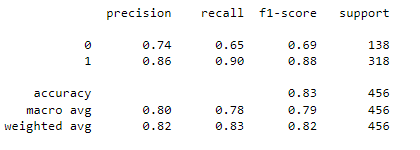 precision recall f1-score support
0 0.74 0.65 0.69 138
1 0.86 0.90 0.88 318
accuracy 0.83 456
macro avg 0.80 0.78 0.79 456
weighted avg 0.82 0.83 0.82 456